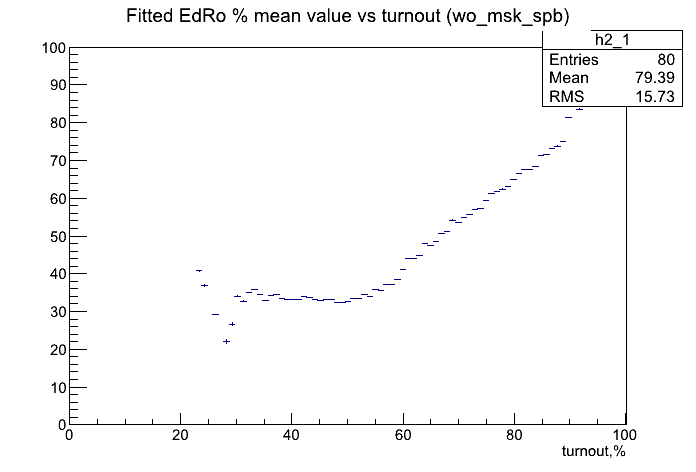 Fitted EdRo % mean value vs turnout (wo_msk_spb)
h2_1
Entries 80
Mean 79.39
RMS 15.73
100
90
80
70
60
50
40
30
20
10
0
0 20 40 60 80 100
turnout,%